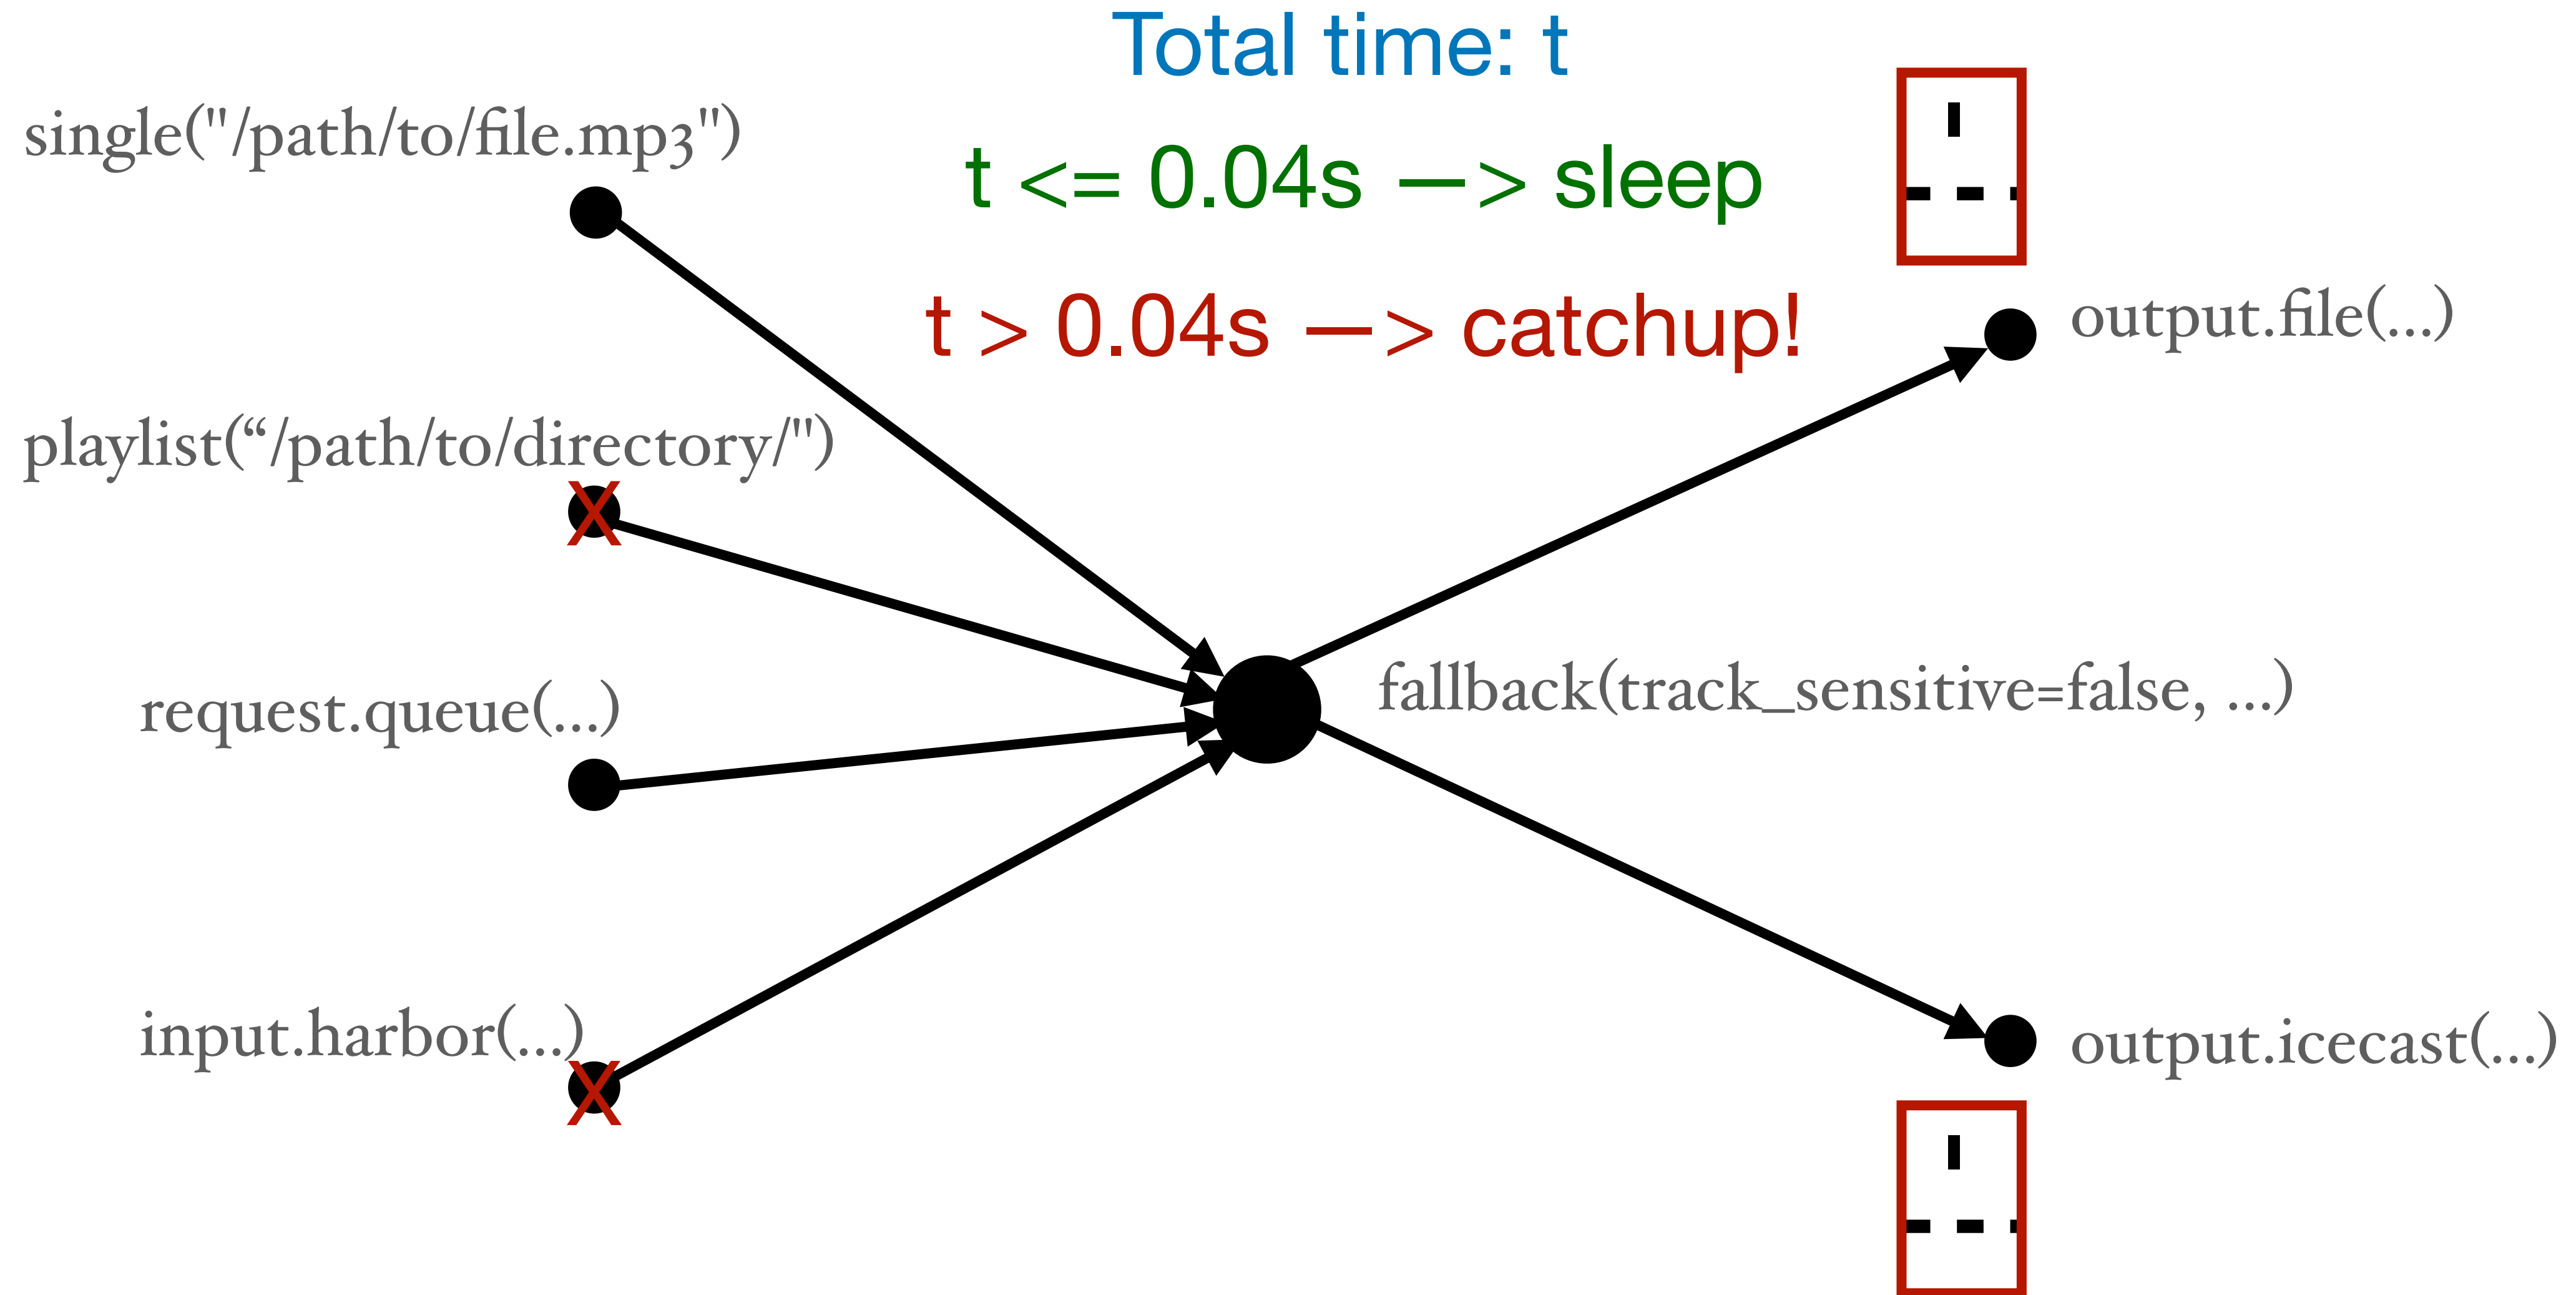 Total time: t
single("/path/to/file.mp3")
t <= 0.04s —> sleep
t > 0.04s —> catchup!
output.file(...)
playlist(“/path/to/directory/")
X
request.queue(...)
fallback(track_sensitive=false, ...)
input.harbor(...)
X
output.icecast(...)